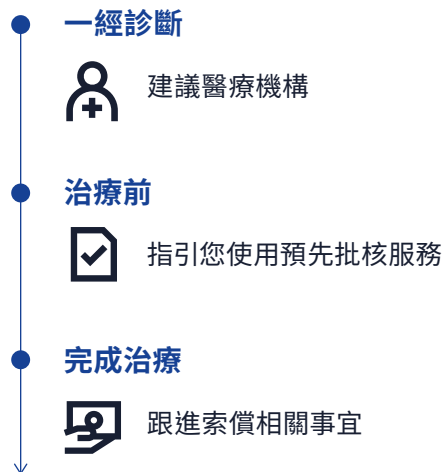 一經診斷
建議醫療機構
治療前
指引您使用預先批核服務
完成治療
跟進索償相關事宜